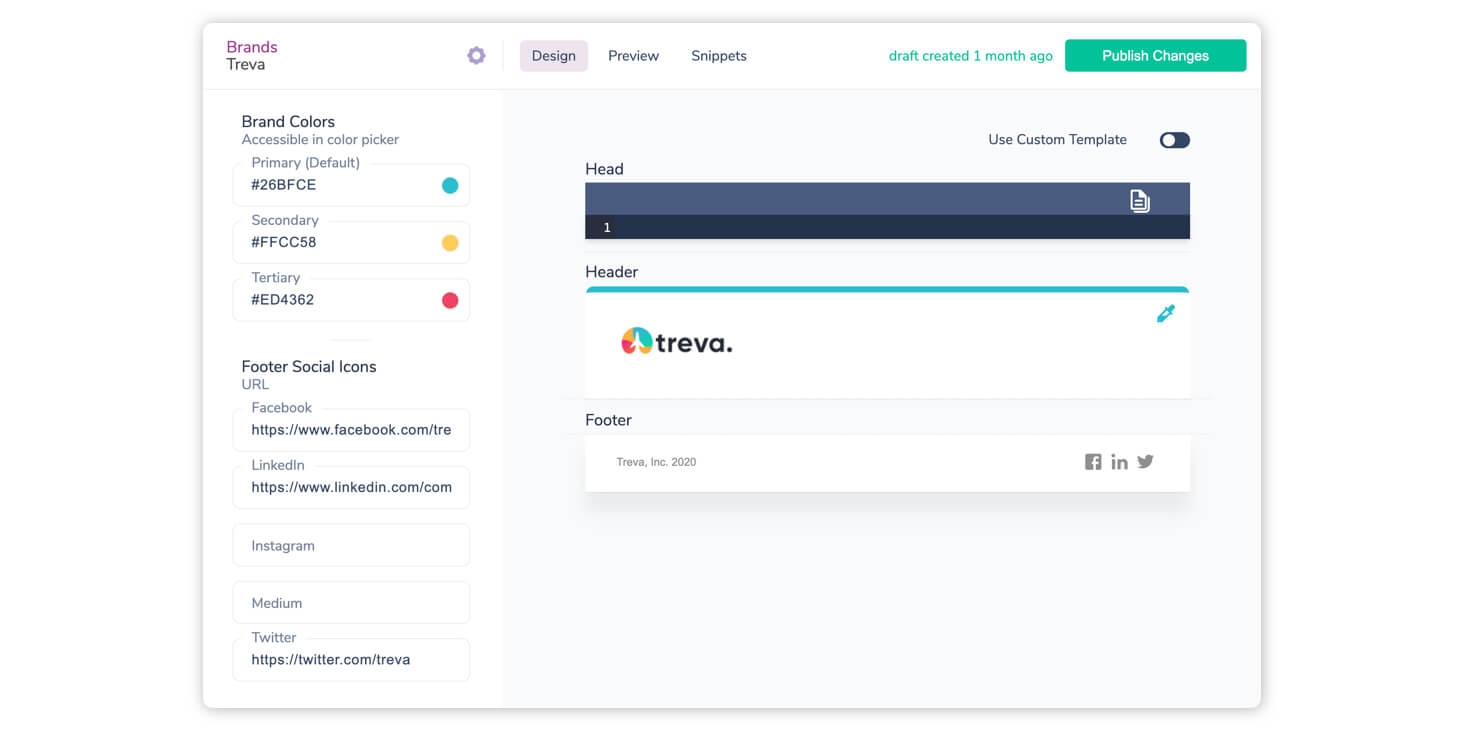 Brands
Treva
Design
Preview
Snippets
draft created 1 month ago
Publish Changes
Brand Colors
Accessible in color picker
Primary (Default)
#26BFCE
Secondary
#FFCC58
Tertiary
#ED4362
Footer Social Icons
URL
Facebook
https://www.facebook.com/tre
LinkedIn
https://www.linkedin.com/com
Instagram
Medium
Twitter
https://twitter.com/treva
Use Custom Template
Head
1
Header
treva.
Footer
Treva, Inc. 2020